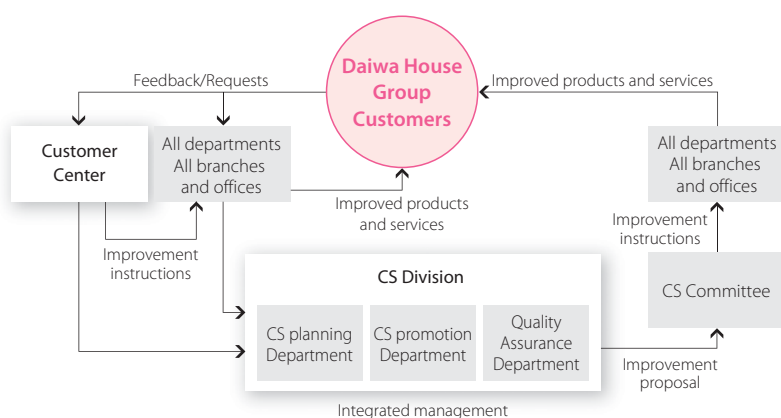 Daiwa House
Group
Customers
Feedback/Requests
Improved products and services
Customer
Center
All departments
All branches
and offices
All departments
All branches
and offices
Improved products
and services
Improvement
instructions
Improvement
instructions
CS Division
CS planning
Department
CS promotion
Department
Quality
Assurance
Department
CS Committee
Improvement
proposal
Integrated management